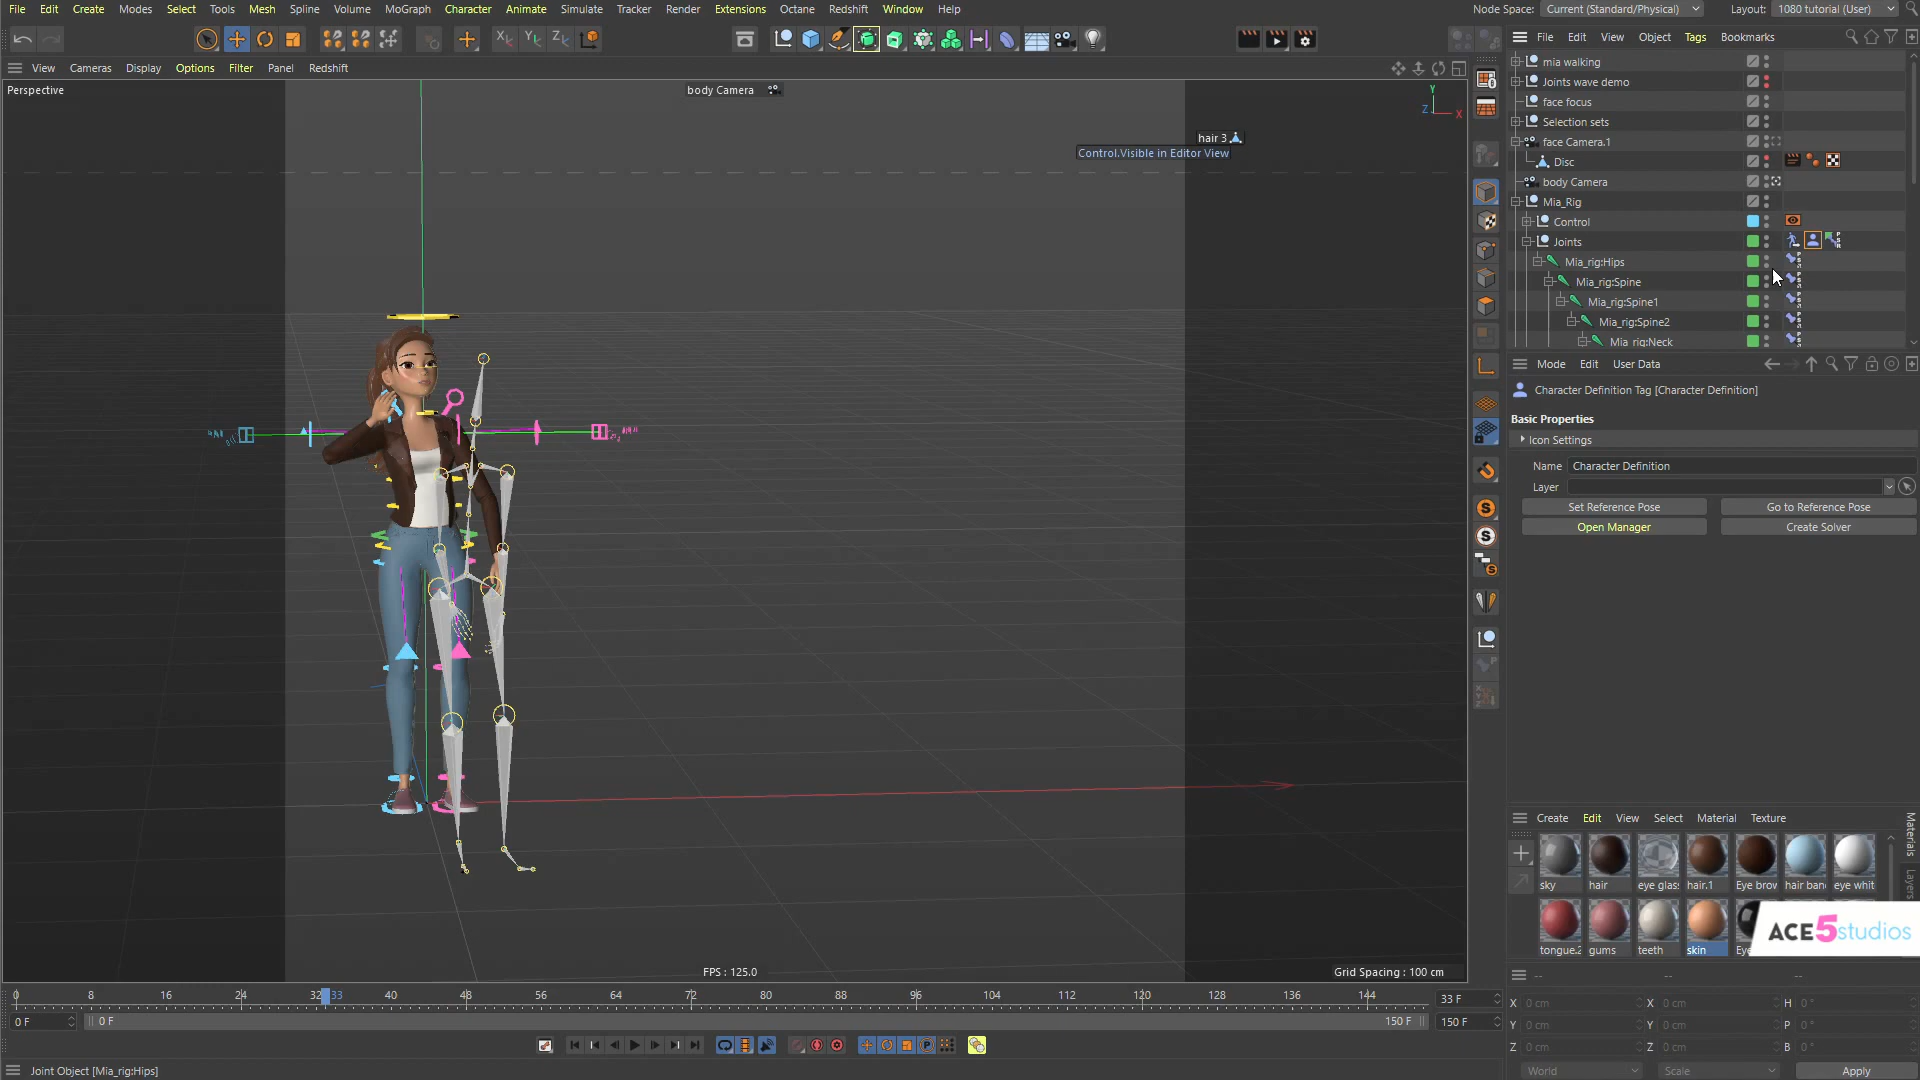 File Edit Create Modes Select Tools Mesh Spline Volume MoGraph Character Animate Simulate Tracker Render Extensions Octane Redshift Window Help Node Space: Current (Standard/Physical) Layout: 1080 tutorial (User)
File Edit View Object Tags Bookmarks
View Cameras Display Options Filter Panel Redshift
Perspective
body Camera
hair 3
Control.Visible in Editor View
Y
Z
X
mia walking
Joints wave demo
face focus
Selection sets
face Camera.1
Disc
body Camera
Mia_Rig
Control
Joints
Mia_rig:Hips
Mia_rig:Spine
Mia_rig:Spine1
Mia_rig:Spine2
Mia_rig:Neck
Mode Edit User Data
Character Definition Tag [Character Definition]
Basic Properties
Icon Settings
Name Character Definition
Layer
Set Reference Pose Go to Reference Pose
Open Manager Create Solver
Create Edit View Select Material Texture
Materials
Layers
sky hair eye glas: hair.1 Eye brov hair ban eye whit
tongue.2 gums teeth skin Eye
ACE5studios
FPS : 125.0
Grid Spacing : 100 cm
0 8 16 24 32 33 40 48 56 64 72 80 88 96 104 112 120 128 136 144 33 F
0 F 0 F 150 F 150 F
-- -- --
X 0 cm X 0 cm H 0 °
Y 0 cm Y 0 cm P 0 °
Z 0 cm Z 0 cm B 0 °
World Scale Apply
Joint Object [Mia_rig:Hips]